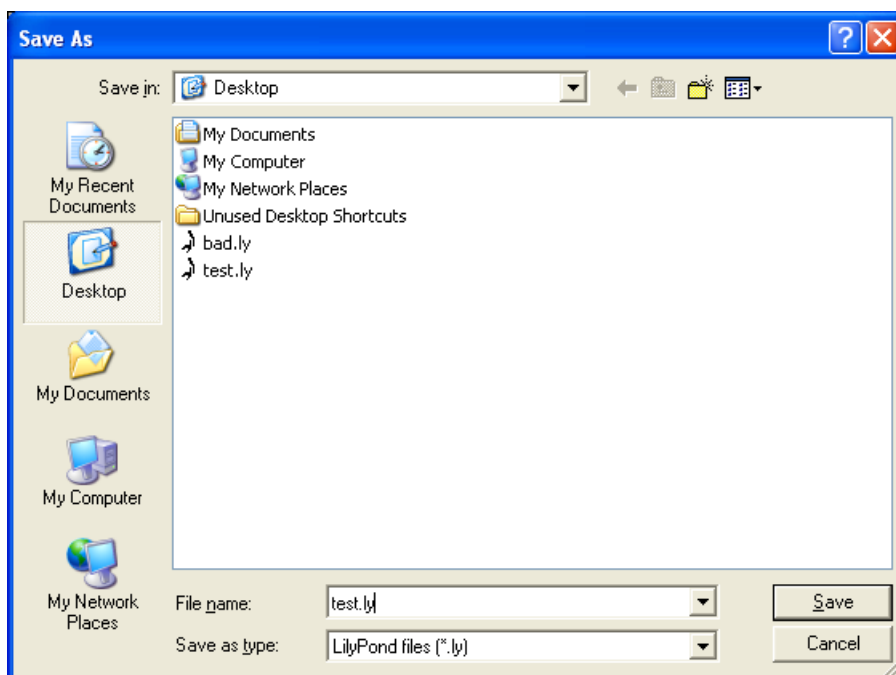 Save As
Save in:
Desktop
My Recent
Documents
Desktop
My Documents
My Computer
My Network
Places
My Documents
My Computer
My Network Places
Unused Desktop Shortcuts
bad.ly
test.ly
File name:
test.ly
Save
Save as type:
LilyPond files (*.ly)
Cancel